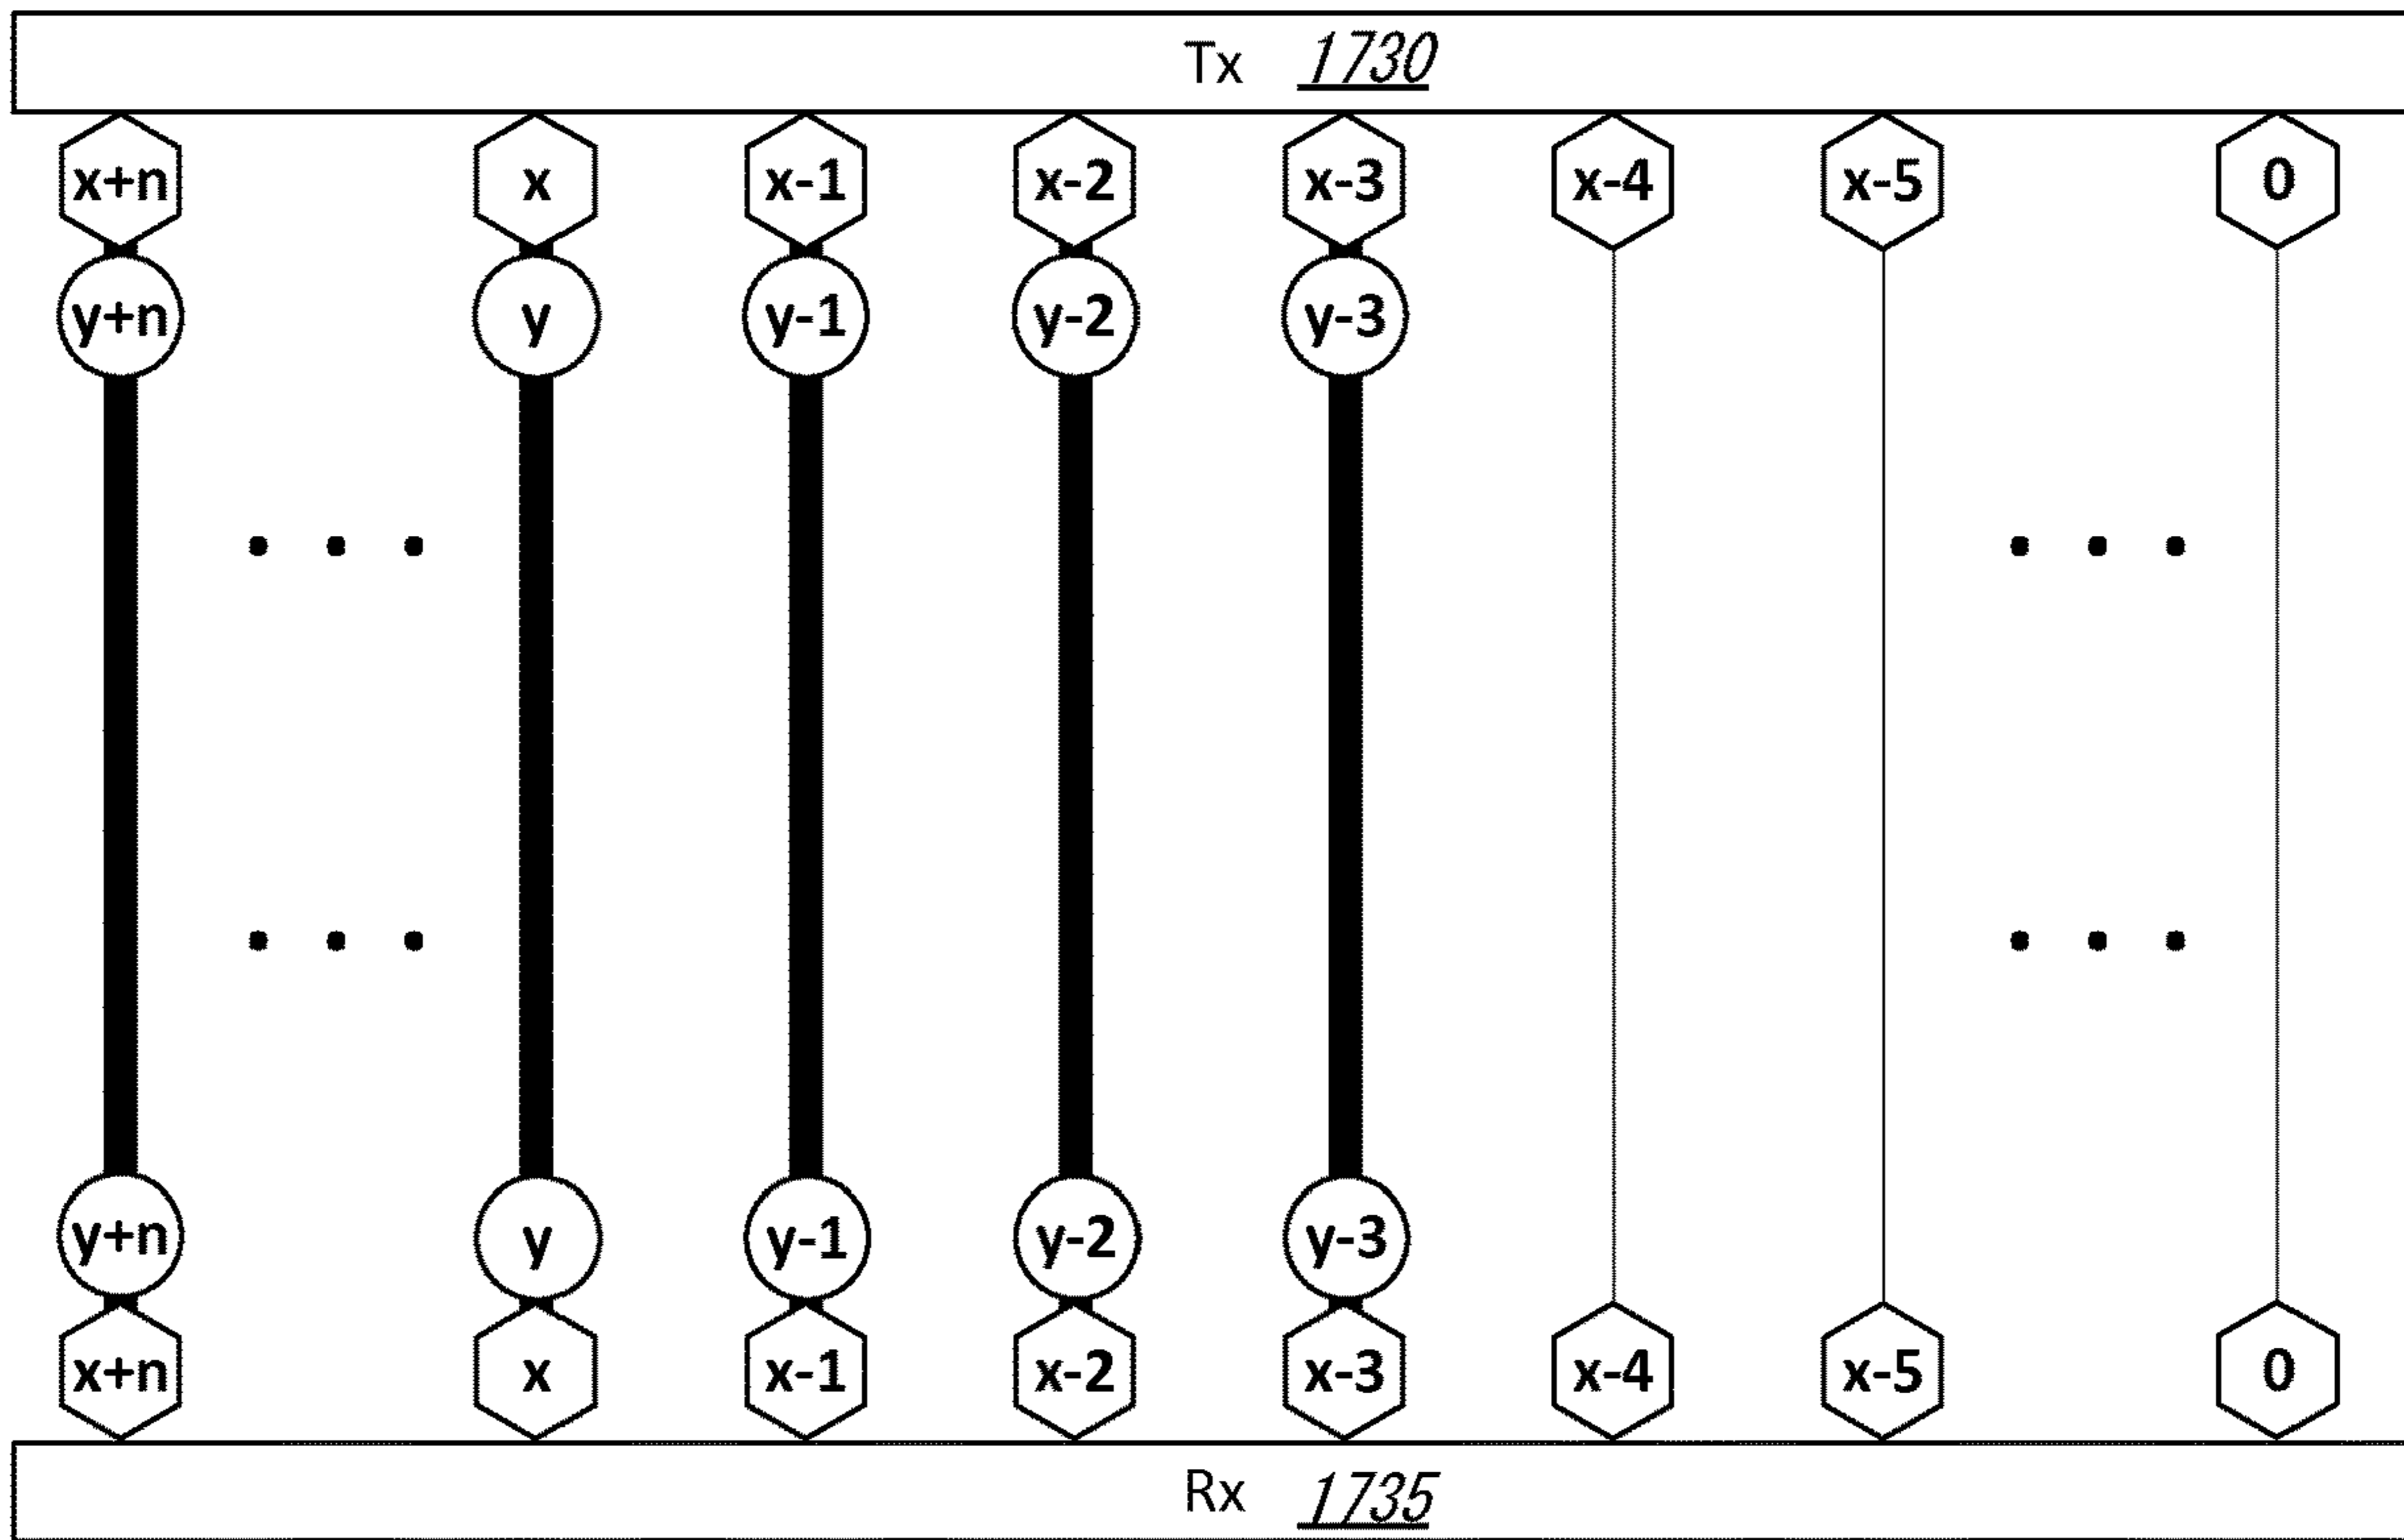 Tx 1730
x+n x x-1 x-2 x-3 x-4 x-5 0
y+n y y-1 y-2 y-3
y+n y y-1 y-2 y-3
x+n x x-1 x-2 x-3 x-4 x-5 0
Rx 1735